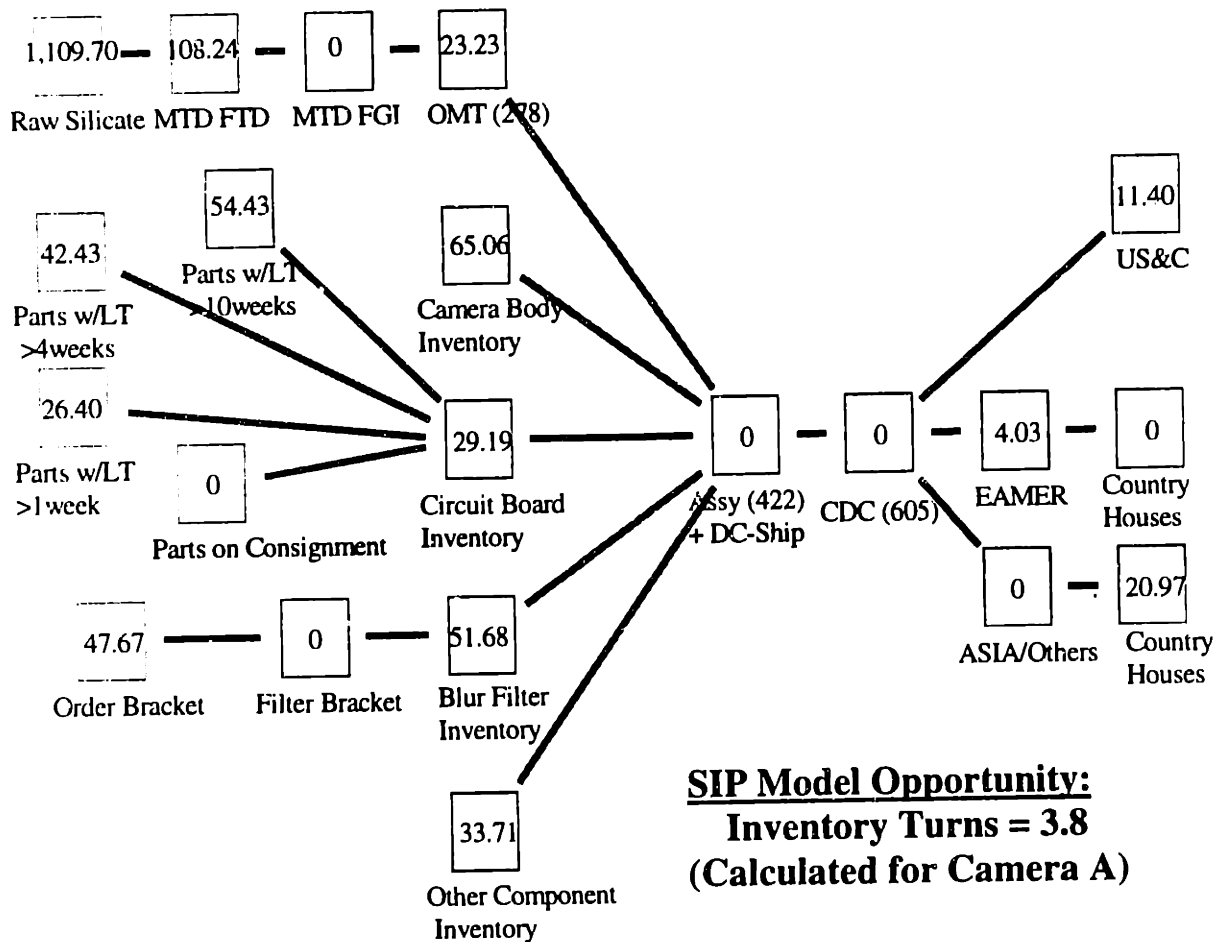 1,109.70
108.24
0
23.23
Raw Silicate
MTD FTD
MTD FGI
OMT (278)
54.43
Parts w/LT
>10weeks
42.43
Parts w/LT
>4weeks
65.06
Camera Body
Inventory
11.40
US&C
26.40
Parts w/LT
>1week
0
Parts on Consignment
29.19
Circuit Board
Inventory
0
Assy (422)
+ DC-Ship
0
CDC (605)
4.03
EAMER
0
Country
Houses
0
ASIA/Others
20.97
Country
Houses
47.67
Order Bracket
0
Filter Bracket
51.68
Blur Filter
Inventory
33.71
Other Component
Inventory
SIP Model Opportunity:
Inventory Turns = 3.8
(Calculated for Camera A)